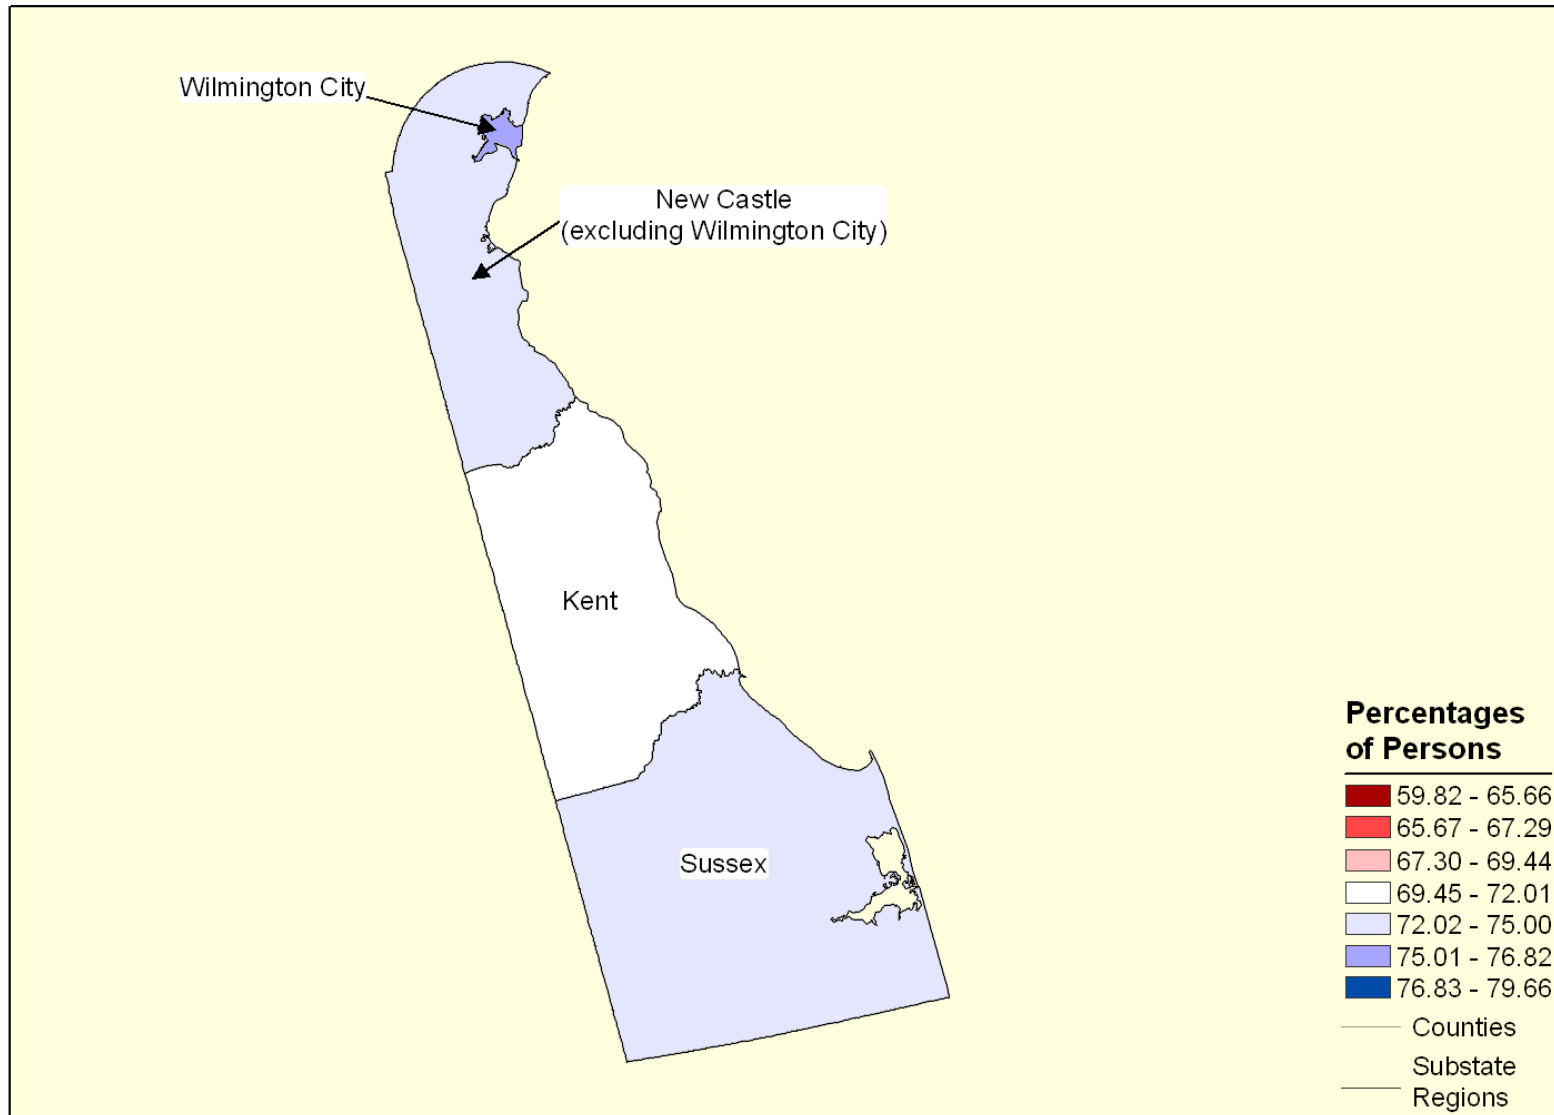 Wilmington City
New Castle
(excluding Wilmington City)
Kent
Sussex
Percentages
of Persons
59.82 - 65.66
65.67 - 67.29
67.30 - 69.44
69.45 - 72.01
72.02 - 75.00
75.01 - 76.82
76.83 - 79.66
Counties
Substate
Regions